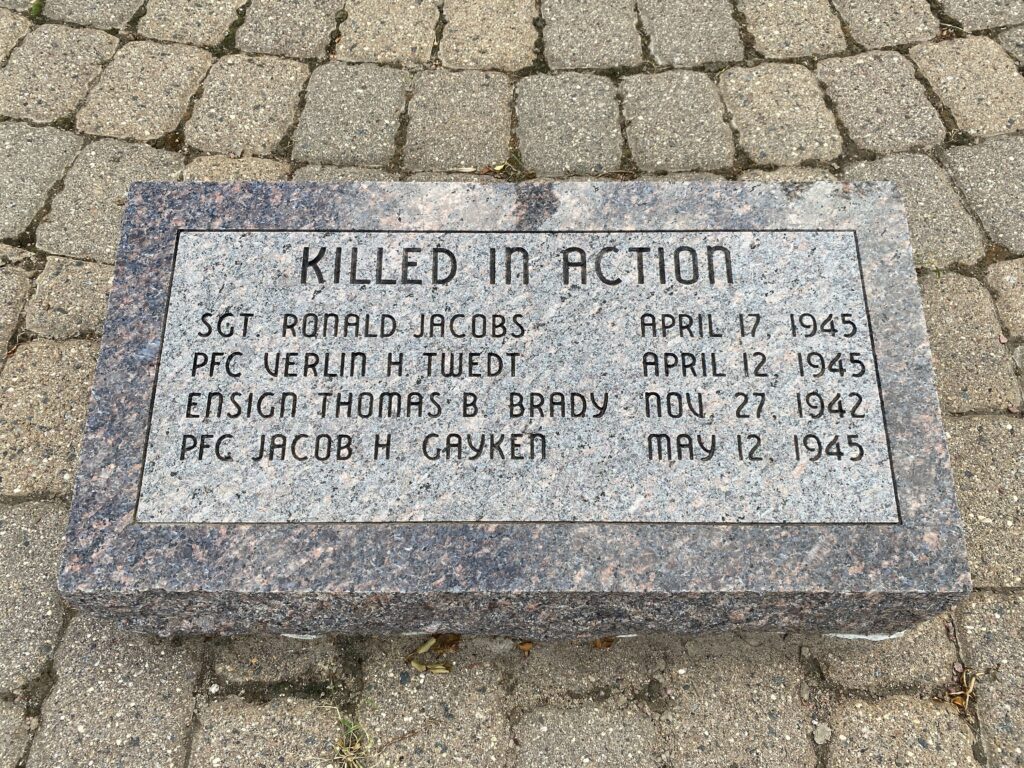 KILLED IN ACTION
SGT. RONALD JACOBS APRIL 17, 1945
PFC VERLIN H. TWEDT APRIL 12, 1945
ENSIGN THOMAS B. BRADY NOV. 27, 1942
PFC JACOB H. GAYKEN MAY 12, 1945